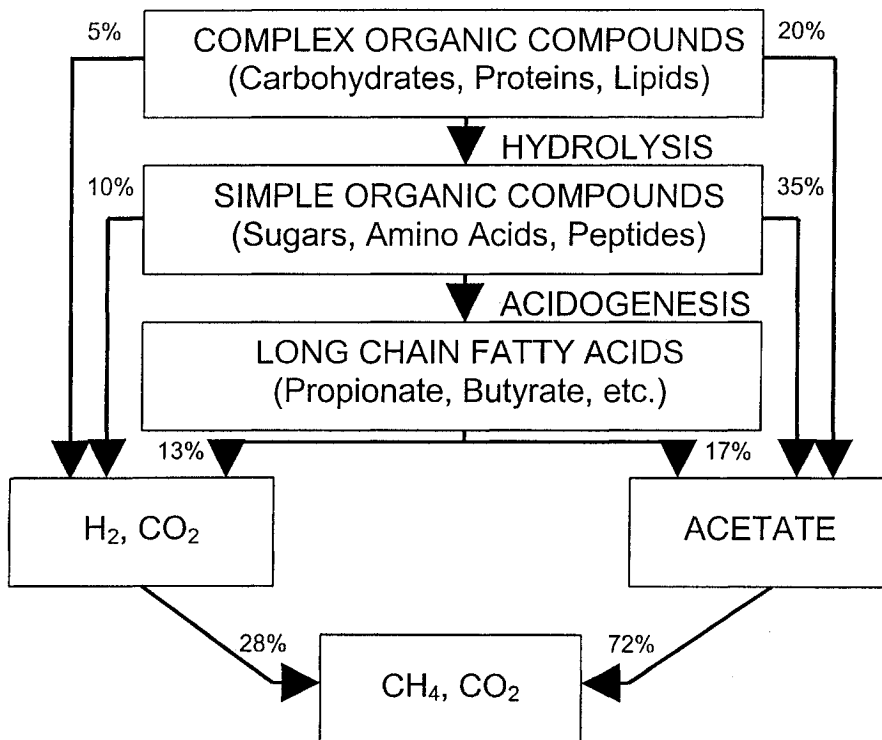 5%
COMPLEX ORGANIC COMPOUNDS
20%
(Carbohydrates, Proteins, Lipids)
HYDROLYSIS
10%
SIMPLE ORGANIC COMPOUNDS
35%
(Sugars, Amino Acids, Peptides)
ACIDOGENESIS
LONG CHAIN FATTY ACIDS
(Propionate, Butyrate, etc.)
13%
17%
H₂, CO₂
ACETATE
28%
72%
CH₄, CO₂